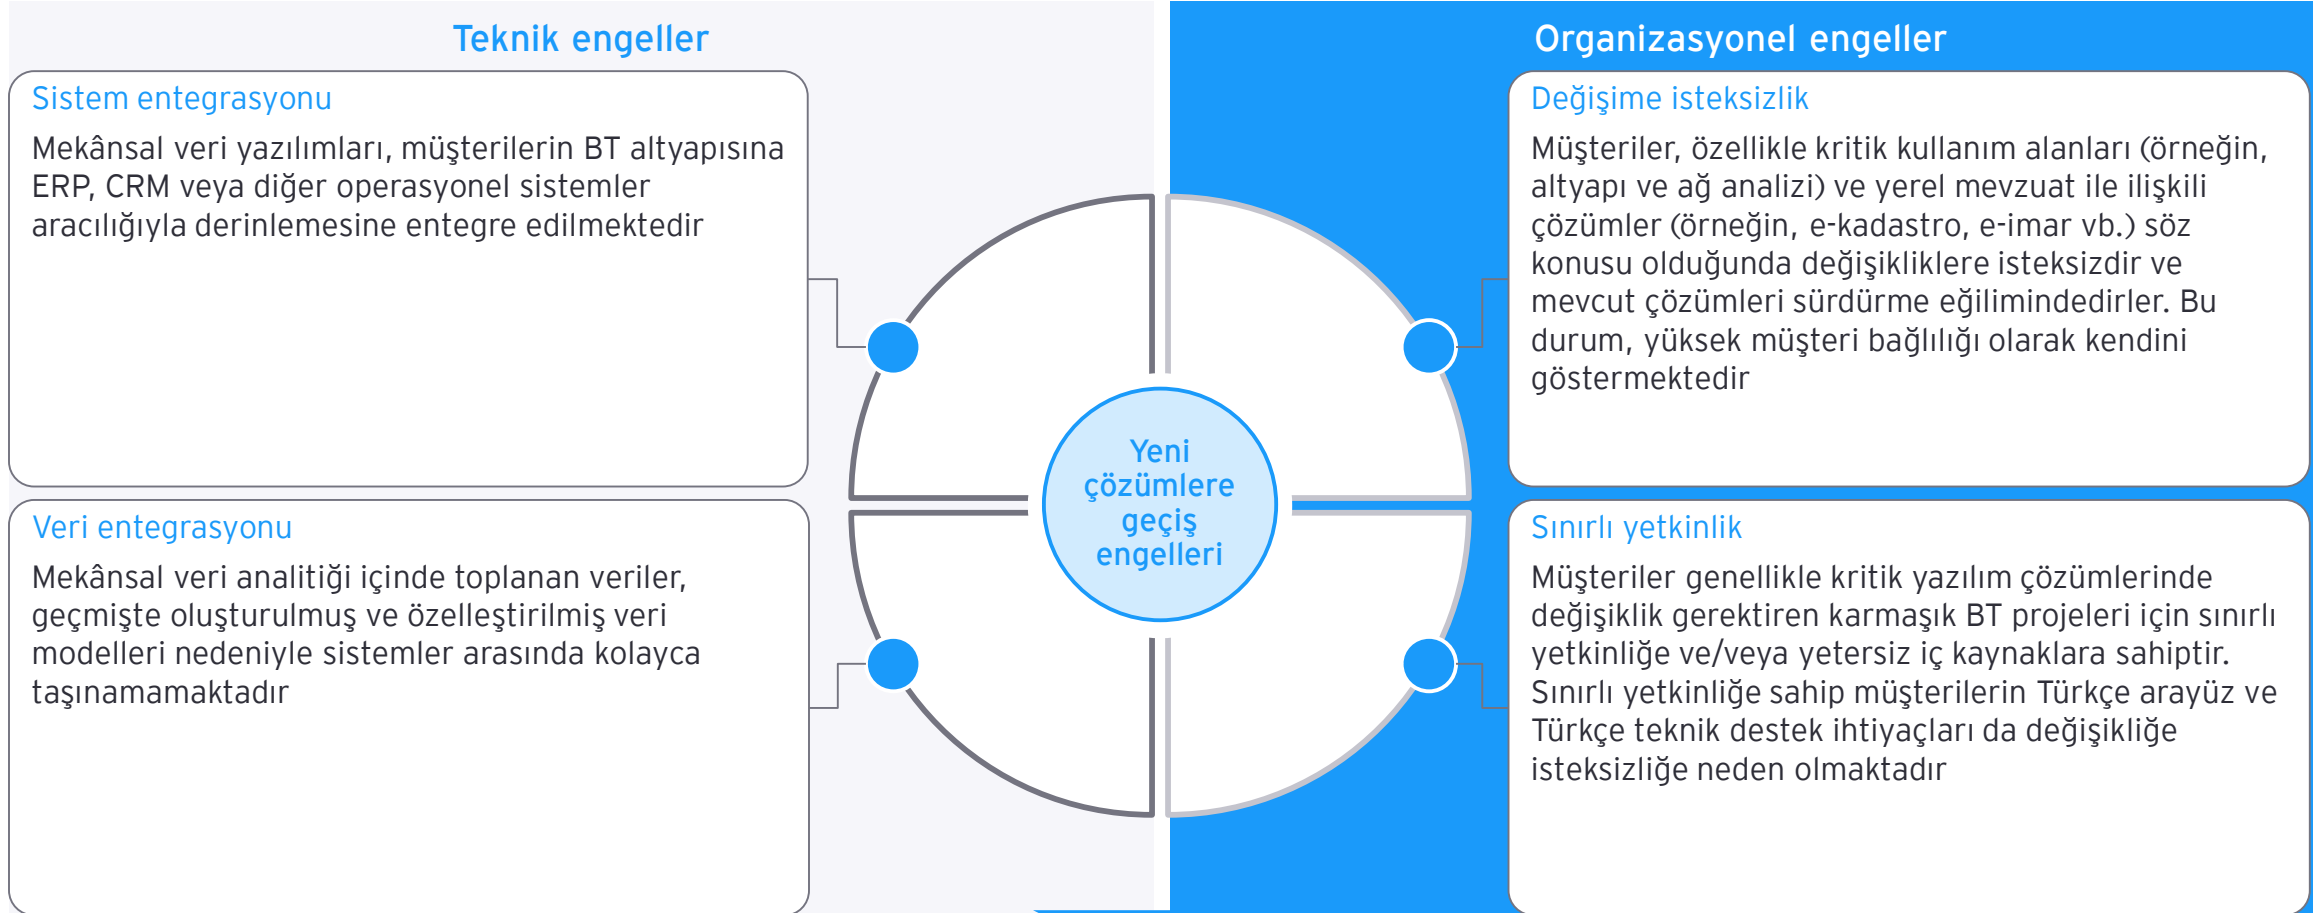 Teknik engeller
Sistem entegrasyonu
Mekânsal veri yazılımları, müşterilerin BT altyapısına
ERP, CRM veya diğer operasyonel sistemler
aracılığıyla derinlemesine entegre edilmektedir
Veri entegrasyonu
Mekânsal veri analitiği içinde toplanan veriler,
geçmişte oluşturulmuş ve özelleştirilmiş veri
modelleri nedeniyle sistemler arasında kolayca
taşınamamaktadır
Yeni
çözümlere
geçiş
engelleri
Organizasyonel engeller
Değişime isteksizlik
Müşteriler, özellikle kritik kullanım alanları (örneğin,
altyapı ve ağ analizi) ve yerel mevzuat ile ilişkili
çözümler (örneğin, e-kadastro, e-imar vb.) söz
konusu olduğunda değişikliklere isteksizdir ve
mevcut çözümleri sürdürme eğilimindedirler. Bu
durum, yüksek müşteri bağlılığı olarak kendini
göstermektedir
Sınırlı yetkinlik
Müşteriler genellikle kritik yazılım çözümlerinde
değişiklik gerektiren karmaşık BT projeleri için sınırlı
yetkinliğe ve/veya yetersiz iç kaynaklara sahiptir.
Sınırlı yetkinliğe sahip müşterilerin Türkçe arayüz ve
Türkçe teknik destek ihtiyaçları da değişikliğe
isteksizliğe neden olmaktadır